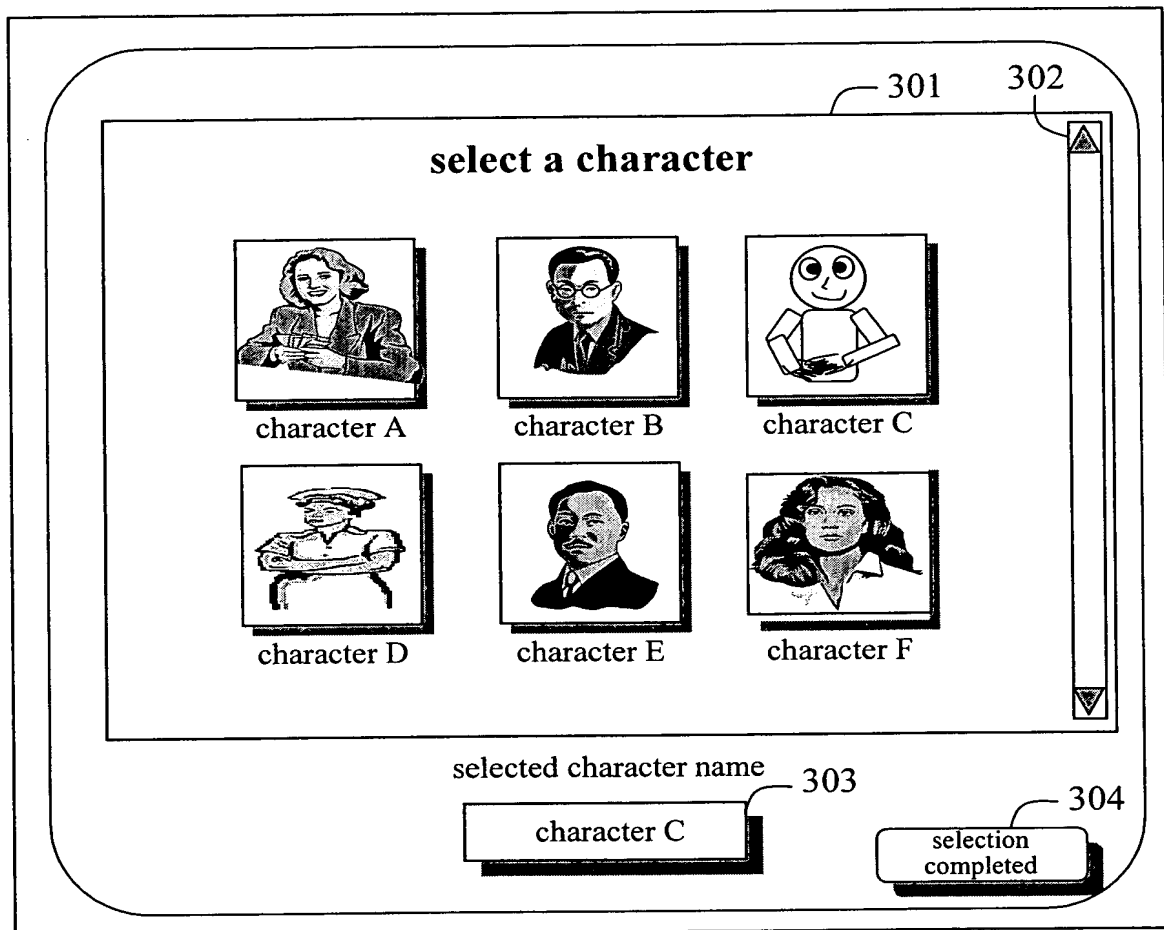 301
302
select a character
character A
character B
character C
character D
character E
character F
selected character name
303
character C
304
selection
completed